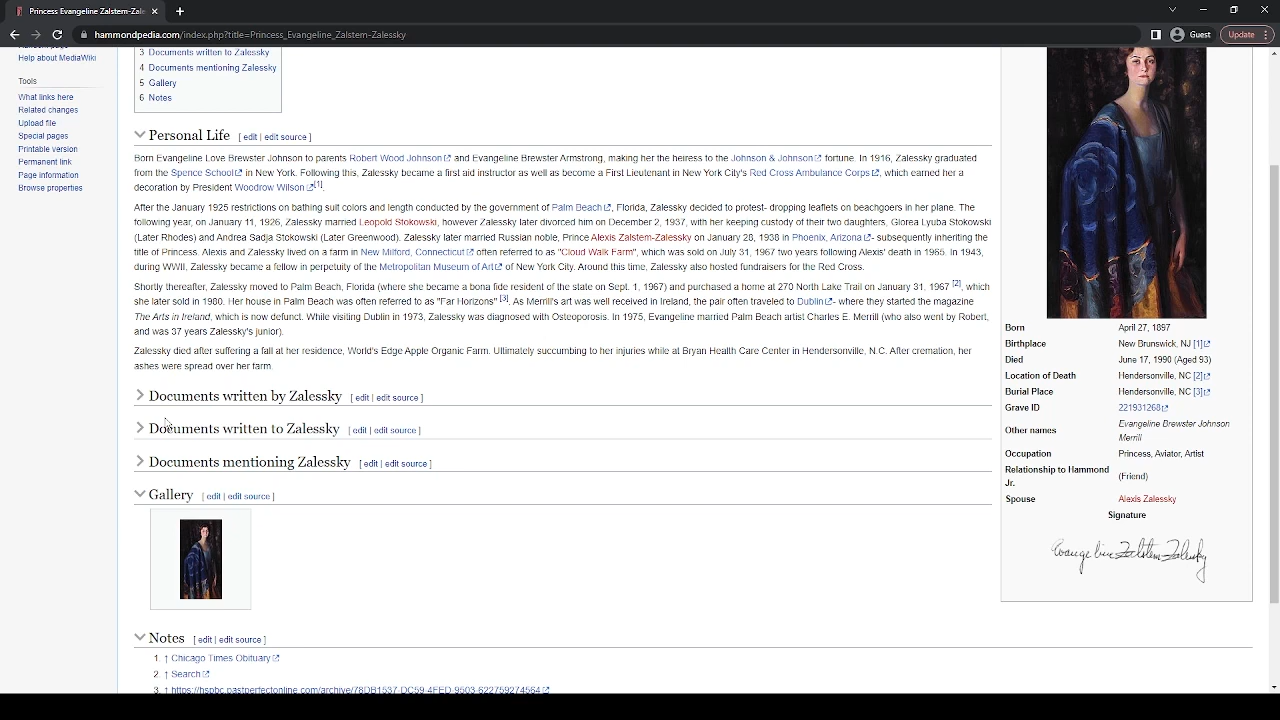 Princess Evangeline Zalstem-Zale
Update
hammondpedia.com/index.php?title=Princess_Evangeline_Zalstem-Zalessky
Guest
Help about MediaWiki
Tools
What links here
Related changes
Upload file
Special pages
Printable version
Permanent link
Page information
Browse properties
3 Documents written to Zalessky
4 Documents mentioning Zalessky
5 Gallery
6 Notes
Personal Life [ edit | edit source ]
Born Evangeline Love Brewster Johnson to parents Robert Wood Johnson and Evangeline Brewster Armstrong, making her the heiress to the Johnson & Johnson fortune. In 1916, Zalessky graduated
from the Spence School in New York. Following this, Zalessky became a first aid instructor as well as become a First Lieutenant in New York City's Red Cross Ambulance Corps, which earned her a
decoration by President Woodrow Wilson [1].
After the January 1925 restrictions on bathing suit colors and length conducted by the government of Palm Beach, Florida, Zalessky decided to protest- dropping leaflets on beachgoers in her plane. The
following year, on January 11, 1926, Zalessky married Leopold Stokowski, however Zalessky later divorced him on December 2, 1937, with her keeping custody of their two daughters, Glorea Lyuba Stokowski
(Later Rhodes) and Andrea Sadja Stokowski (Later Greenwood). Zalessky later married Russian noble, Prince Alexis Zalstem-Zalessky on January 28, 1938 in Phoenix, Arizona- subsequently inheriting the
title of Princess. Alexis and Zalessky lived on a farm in New Milford, Connecticut often referred to as "Cloud Walk Farm", which was sold on July 31, 1967 two years following Alexis' death in 1965. In 1943,
during WWII, Zalessky became a fellow in perpetuity of the Metropolitan Museum of Art of New York City. Around this time, Zalessky also hosted fundraisers for the Red Cross.
Shortly thereafter, Zalessky moved to Palm Beach, Florida (where she became a bona fide resident of the state on Sept. 1, 1967) and purchased a home at 270 North Lake Trail on January 31, 1967 [2], which
she later sold in 1980. Her house in Palm Beach was often referred to as "Far Horizons" [3]. As Merrill's art was well received in Ireland, the pair often traveled to Dublin- where they started the magazine
The Arts in Ireland, which is now defunct. While visiting Dublin in 1973, Zalessky was diagnosed with Osteoporosis. In 1975, Evangeline married Palm Beach artist Charles E. Merrill (who also went by Robert,
and was 37 years Zalessky's junior).
Zalessky died after suffering a fall at her residence, World's Edge Apple Organic Farm. Ultimately succumbing to her injuries while at Bryan Health Care Center in Hendersonville, N.C. After cremation, her
ashes were spread over her farm.
Documents written by Zalessky [ edit | edit source ]
Documents written to Zalessky [ edit | edit source ]
Documents mentioning Zalessky [ edit | edit source ]
Gallery [ edit | edit source ]
Notes [ edit | edit source ]
1. ↑ Chicago Times Obituary
2. ↑ Search
3. ↑ https://hspbc.pastperfectonline.com/archive/78DB1537-DC59-4FED-9503-622759274564
Born April 27, 1897
Birthplace New Brunswick, NJ [1]
Died June 17, 1990 (Aged 93)
Location of Death Hendersonville, NC [2]
Burial Place Hendersonville, NC [3]
Grave ID 221931268
Other names Evangeline Brewster Johnson
Merrill
Occupation Princess, Aviator, Artist
Relationship to Hammond
Jr. (Friend)
Spouse Alexis Zalessky
Signature
Evangeline Zalstem-Zalessky